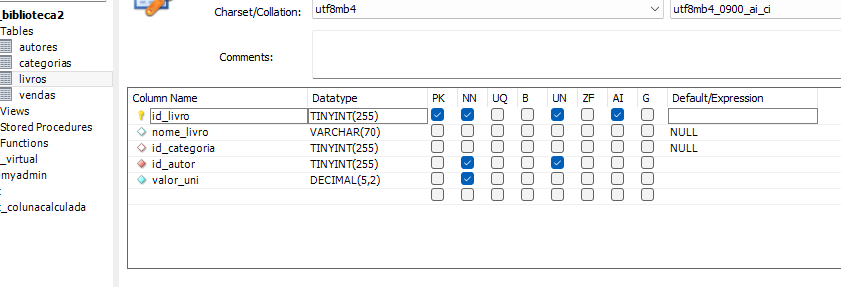 _biblioteca2
Tables
autores
categorias
livros
vendas
Views
Stored Procedures
Functions
_virtual
myadmin
t_colunacalculada
Charset/Collation: utf8mb4 utf8mb4_0900_ai_ci
Comments:
Column Name Datatype PK NN UQ B UN ZF AI G Default/Expression
id_livro TINYINT(255)
nome_livro VARCHAR(70) NULL
id_categoria TINYINT(255) NULL
id_autor TINYINT(255)
valor_uni DECIMAL(5,2)